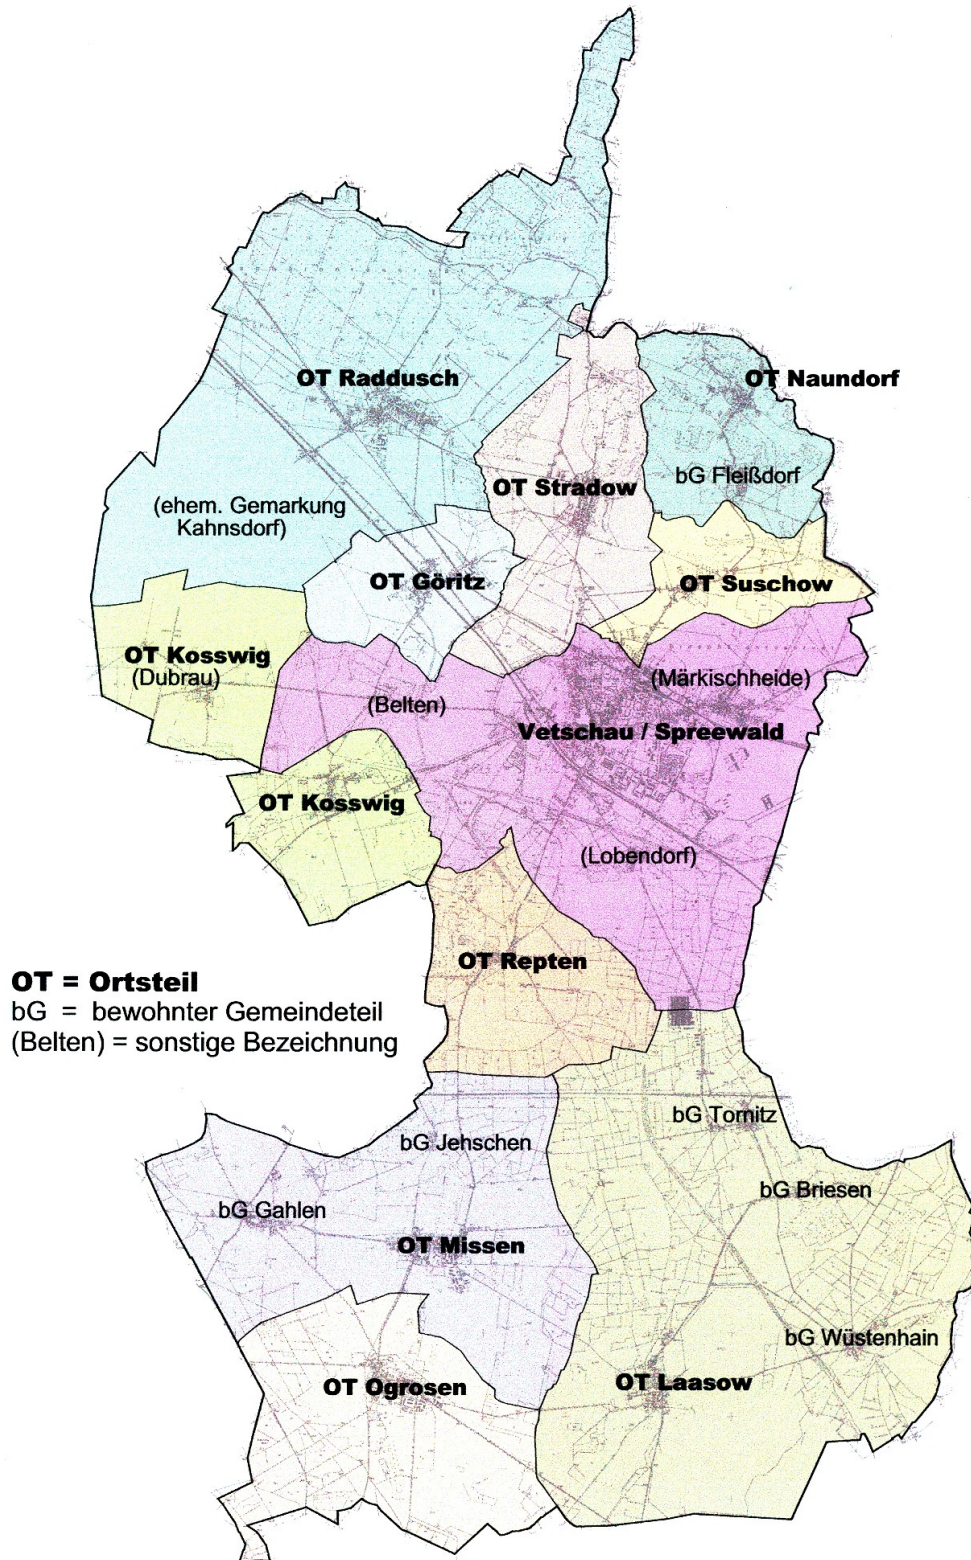 OT Raddusch
OT Naundorf
bG Fleißdorf
OT Stradow
(ehem. Gemarkung
Kahnsdorf)
OT Göritz
OT Suschow
OT Kosswig
(Dubrau)
(Märkischheide)
(Belten)
Vetschau / Spreewald
OT Kosswig
(Lobendorf)
OT Repten
OT = Ortsteil
bG = bewohnter Gemeindeteil
(Belten) = sonstige Bezeichnung
bG Tornitz
bG Jehschen
bG Briesen
bG Gahlen
OT Missen
bG Wüstenhain
OT Laasow
OT Ogrosen